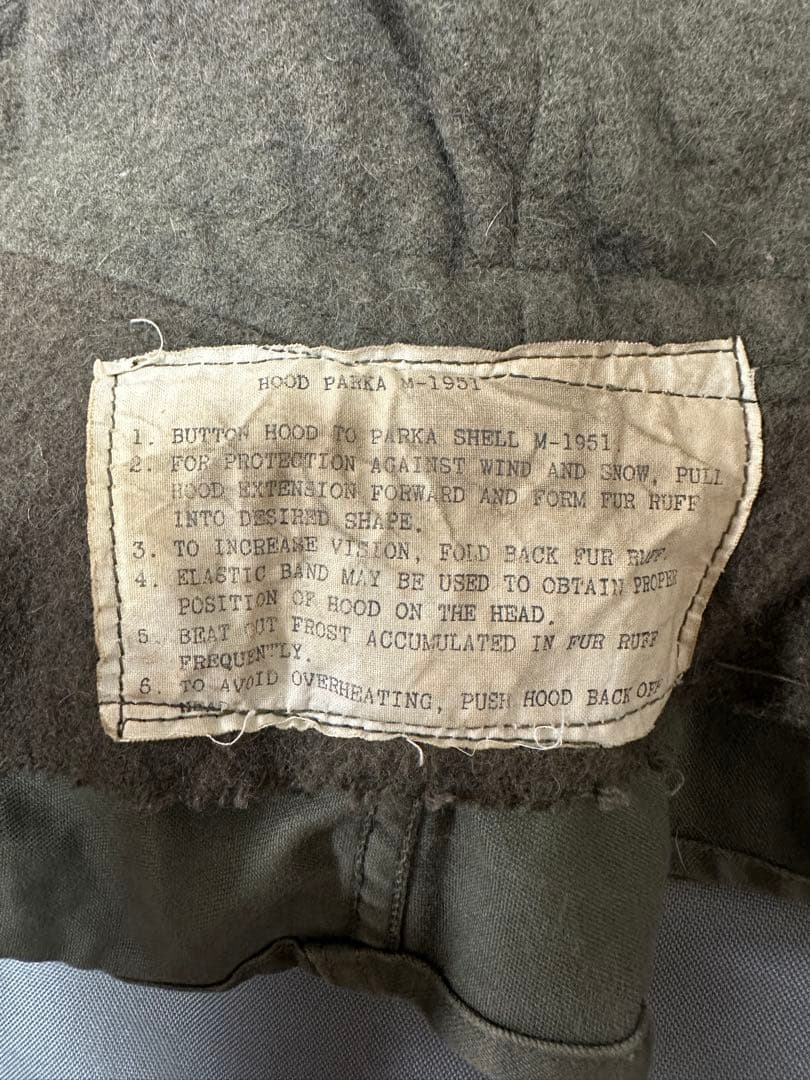 HOOD PARKA M-1951
1. BUTTON HOOD TO PARKA SHELL M-1951.
2. FOR PROTECTION AGAINST WIND AND SNOW, PULL
HOOD EXTENSION FORWARD AND FORM FUR RUFF
INTO DESIRED SHAPE.
3. TO INCREASE VISION, FOLD BACK FUR RUFF.
4. ELASTIC BAND MAY BE USED TO OBTAIN PROPER
POSITION OF HOOD ON THE HEAD.
5. BEAT OUT FROST ACCUMULATED IN FUR RUFF
FREQUENTLY.
6. TO AVOID OVERHEATING, PUSH HOOD BACK OFF
HEAD